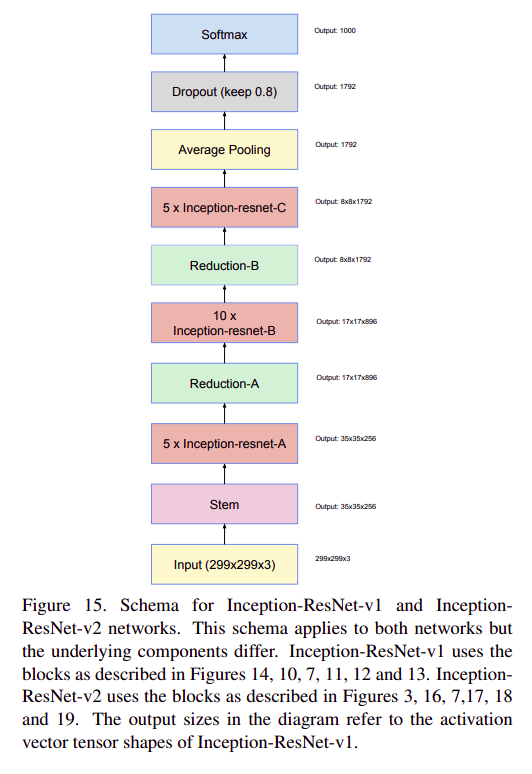 Softmax
Output: 1000
Dropout (keep 0.8)
Output: 1792
Average Pooling
Output: 1792
5 x Inception-resnet-C
Output: 8x8x1792
Reduction-B
Output: 8x8x1792
10 x
Inception-resnet-B
Output: 17x17x896
Reduction-A
Output: 17x17x896
5 x Inception-resnet-A
Output: 35x35x256
Stem
Output: 35x35x256
Input (299x299x3)
299x299x3
Figure 15. Schema for Inception-ResNet-v1 and Inception-
ResNet-v2 networks. This schema applies to both networks but
the underlying components differ. Inception-ResNet-v1 uses the
blocks as described in Figures 14, 10, 7, 11, 12 and 13. Inception-
ResNet-v2 uses the blocks as described in Figures 3, 16, 7,17, 18
and 19. The output sizes in the diagram refer to the activation
vector tensor shapes of Inception-ResNet-v1.